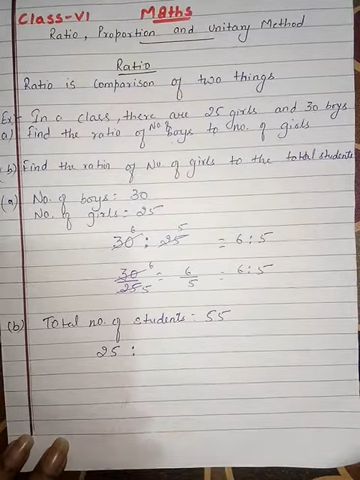 Class-VI Maths
Ratio, Proportion and Unitary Method
Ratio
Ratio is Comparison of two things
Ex:- In a class, there are 25 girls and 30 boys
a) Find the ratio of No. of boys to no. of girls
b) Find the ratio of No. of girls to the total students
(a) No. of boys = 30
No. of girls = 25
6 5
30 : 25 = 6:5
30 6 / 25 5 = 6/5 = 6:5
(b) Total no. of students = 55
25 :